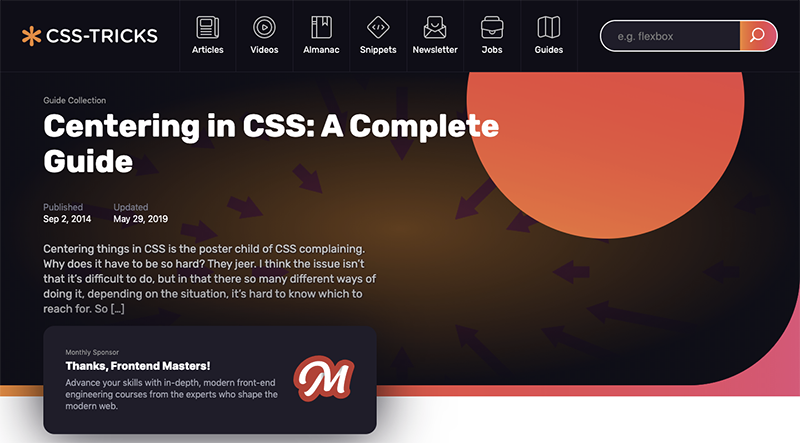 CSS-TRICKS
Articles
Videos
Almanac
Snippets
Newsletter
Jobs
Guides
e.g. flexbox
Guide Collection
Centering in CSS: A Complete
Guide
Published
Sep 2, 2014
Updated
May 29, 2019
Centering things in CSS is the poster child of CSS complaining.
Why does it have to be so hard? They jeer. I think the issue isn't
that it's difficult to do, but in that there so many different ways of
doing it, depending on the situation, it's hard to know which to
reach for. So […]
Monthly Sponsor
Thanks, Frontend Masters!
Advance your skills with in-depth, modern front-end
engineering courses from the experts who shape the
modern web.
M